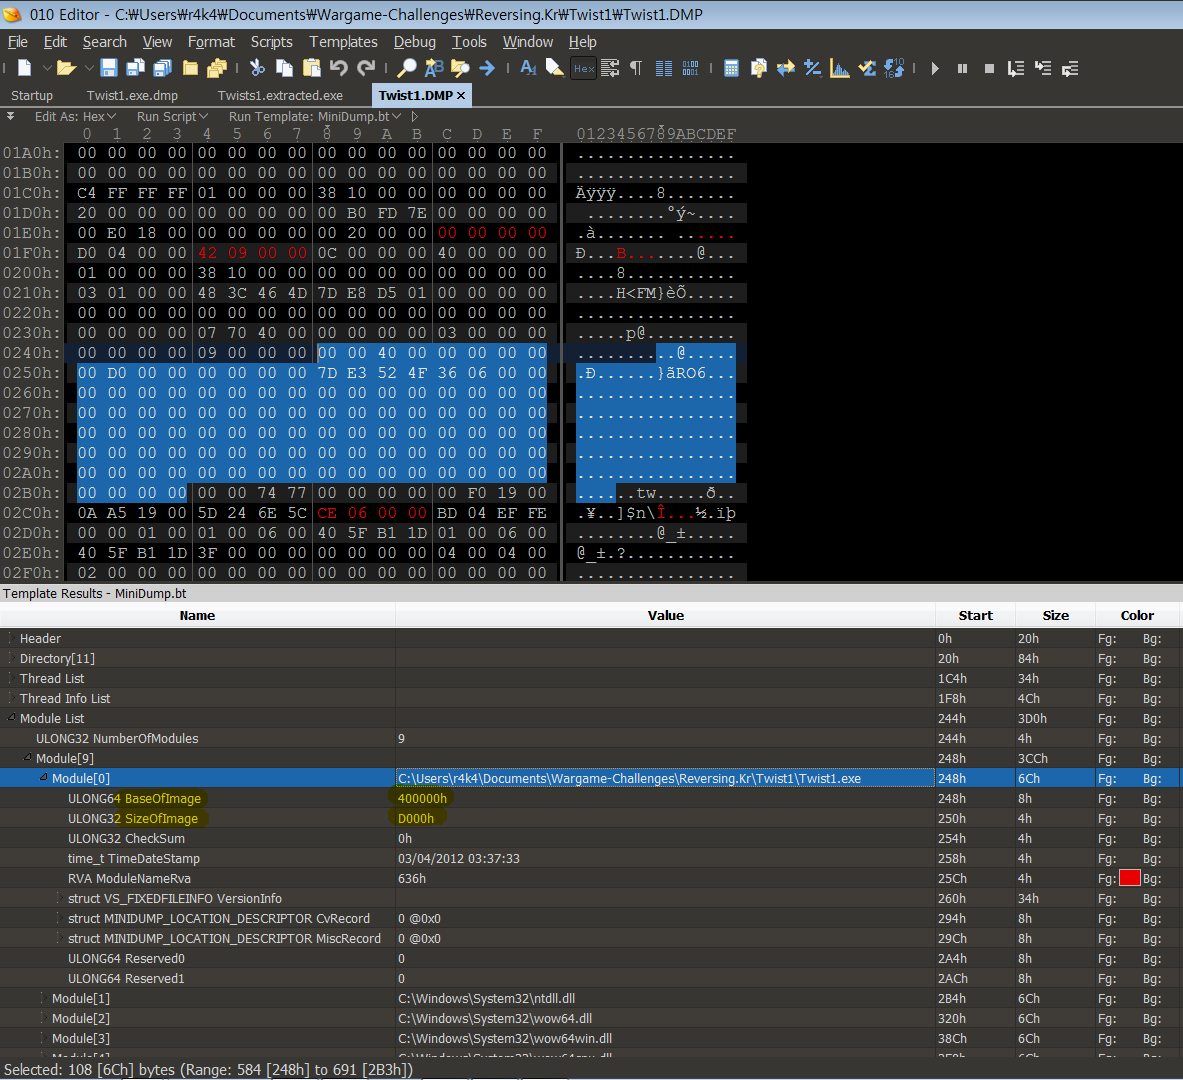 010 Editor - C:₩Users₩r4k4₩Documents₩Wargame-Challenges₩Reversing.Kr₩Twist1₩Twist1.DMP
File Edit Search View Format Scripts Templates Debug Tools Window Help
Startup Twist1.exe.dmp Twists1.extracted.exe Twist1.DMP ×
Edit As: Hex Run Script Run Template: MiniDump.bt
0 1 2 3 4 5 6 7 8 9 A B C D E F 0123456789ABCDEF
01A0h: 00 00 00 00 00 00 00 00 00 00 00 00 00 00 00 00 ................
01B0h: 00 00 00 00 00 00 00 00 00 00 00 00 00 00 00 00 ................
01C0h: C4 FF FF FF 01 00 00 00 38 10 00 00 00 00 00 00 Äÿÿÿ....8.......
01D0h: 20 00 00 00 00 00 00 00 00 B0 FD 7E 00 00 00 00  ........°ý~....
01E0h: 00 E0 18 00 00 00 00 00 00 20 00 00 00 00 00 00 .à....... ......
01F0h: D0 04 00 00 42 09 00 00 0C 00 00 00 40 00 00 00 Ð...B.......@...
0200h: 01 00 00 00 38 10 00 00 00 00 00 00 00 00 00 00 ....8...........
0210h: 03 01 00 00 48 3C 46 4D 7D E8 D5 01 00 00 00 00 ....H<FM}èÕ.....
0220h: 00 00 00 00 00 00 00 00 00 00 00 00 00 00 00 00 ................
0230h: 00 00 00 00 07 70 40 00 00 00 00 00 03 00 00 00 .....p@.........
0240h: 00 00 00 00 09 00 00 00 00 00 40 00 00 00 00 00 ..........@.....
0250h: 00 D0 00 00 00 00 00 00 7D E3 52 4F 36 06 00 00 .Ð......}ãRO6...
0260h: 00 00 00 00 00 00 00 00 00 00 00 00 00 00 00 00 ................
0270h: 00 00 00 00 00 00 00 00 00 00 00 00 00 00 00 00 ................
0280h: 00 00 00 00 00 00 00 00 00 00 00 00 00 00 00 00 ................
0290h: 00 00 00 00 00 00 00 00 00 00 00 00 00 00 00 00 ................
02A0h: 00 00 00 00 00 00 00 00 00 00 00 00 00 00 00 00 ................
02B0h: 00 00 00 00 00 00 74 77 00 00 00 00 00 F0 19 00 ......tw.....ð..
02C0h: 0A A5 19 00 5D 24 6E 5C CE 06 00 00 BD 04 EF FE .¥..]$n\Î...½.ïþ
02D0h: 00 00 01 00 01 00 06 00 40 5F B1 1D 01 00 06 00 ........@_±.....
02E0h: 40 5F B1 1D 3F 00 00 00 00 00 00 00 04 00 04 00 @_±.?...........
02F0h: 02 00 00 00 00 00 00 00 00 00 00 00 00 00 00 00 ................
Template Results - MiniDump.bt
Name Value Start Size Color
Header 0h 20h Fg: Bg:
Directory[11] 20h 84h Fg: Bg:
Thread List 1C4h 34h Fg: Bg:
Thread Info List 1F8h 4Ch Fg: Bg:
Module List 244h 3D0h Fg: Bg:
ULONG32 NumberOfModules 9 244h 4h Fg: Bg:
Module[9] 248h 3CCh Fg: Bg:
Module[0] C:\Users\r4k4\Documents\Wargame-Challenges\Reversing.Kr\Twist1\Twist1.exe 248h 6Ch Fg: Bg:
ULONG64 BaseOfImage 400000h 248h 8h Fg: Bg:
ULONG32 SizeOfImage D000h 250h 4h Fg: Bg:
ULONG32 CheckSum 0h 254h 4h Fg: Bg:
time_t TimeDateStamp 03/04/2012 03:37:33 258h 4h Fg: Bg:
RVA ModuleNameRva 636h 25Ch 4h Fg: Bg:
struct VS_FIXEDFILEINFO VersionInfo 260h 34h Fg: Bg:
struct MINIDUMP_LOCATION_DESCRIPTOR CvRecord 0 @0x0 294h 8h Fg: Bg:
struct MINIDUMP_LOCATION_DESCRIPTOR MiscRecord 0 @0x0 29Ch 8h Fg: Bg:
ULONG64 Reserved0 0 2A4h 8h Fg: Bg:
ULONG64 Reserved1 0 2ACh 8h Fg: Bg:
Module[1] C:\Windows\System32\ntdll.dll 2B4h 6Ch Fg: Bg:
Module[2] C:\Windows\System32\wow64.dll 320h 6Ch Fg: Bg:
Module[3] C:\Windows\System32\wow64win.dll 38Ch 6Ch Fg: Bg:
Selected: 108 [6Ch] bytes (Range: 584 [248h] to 691 [2B3h])